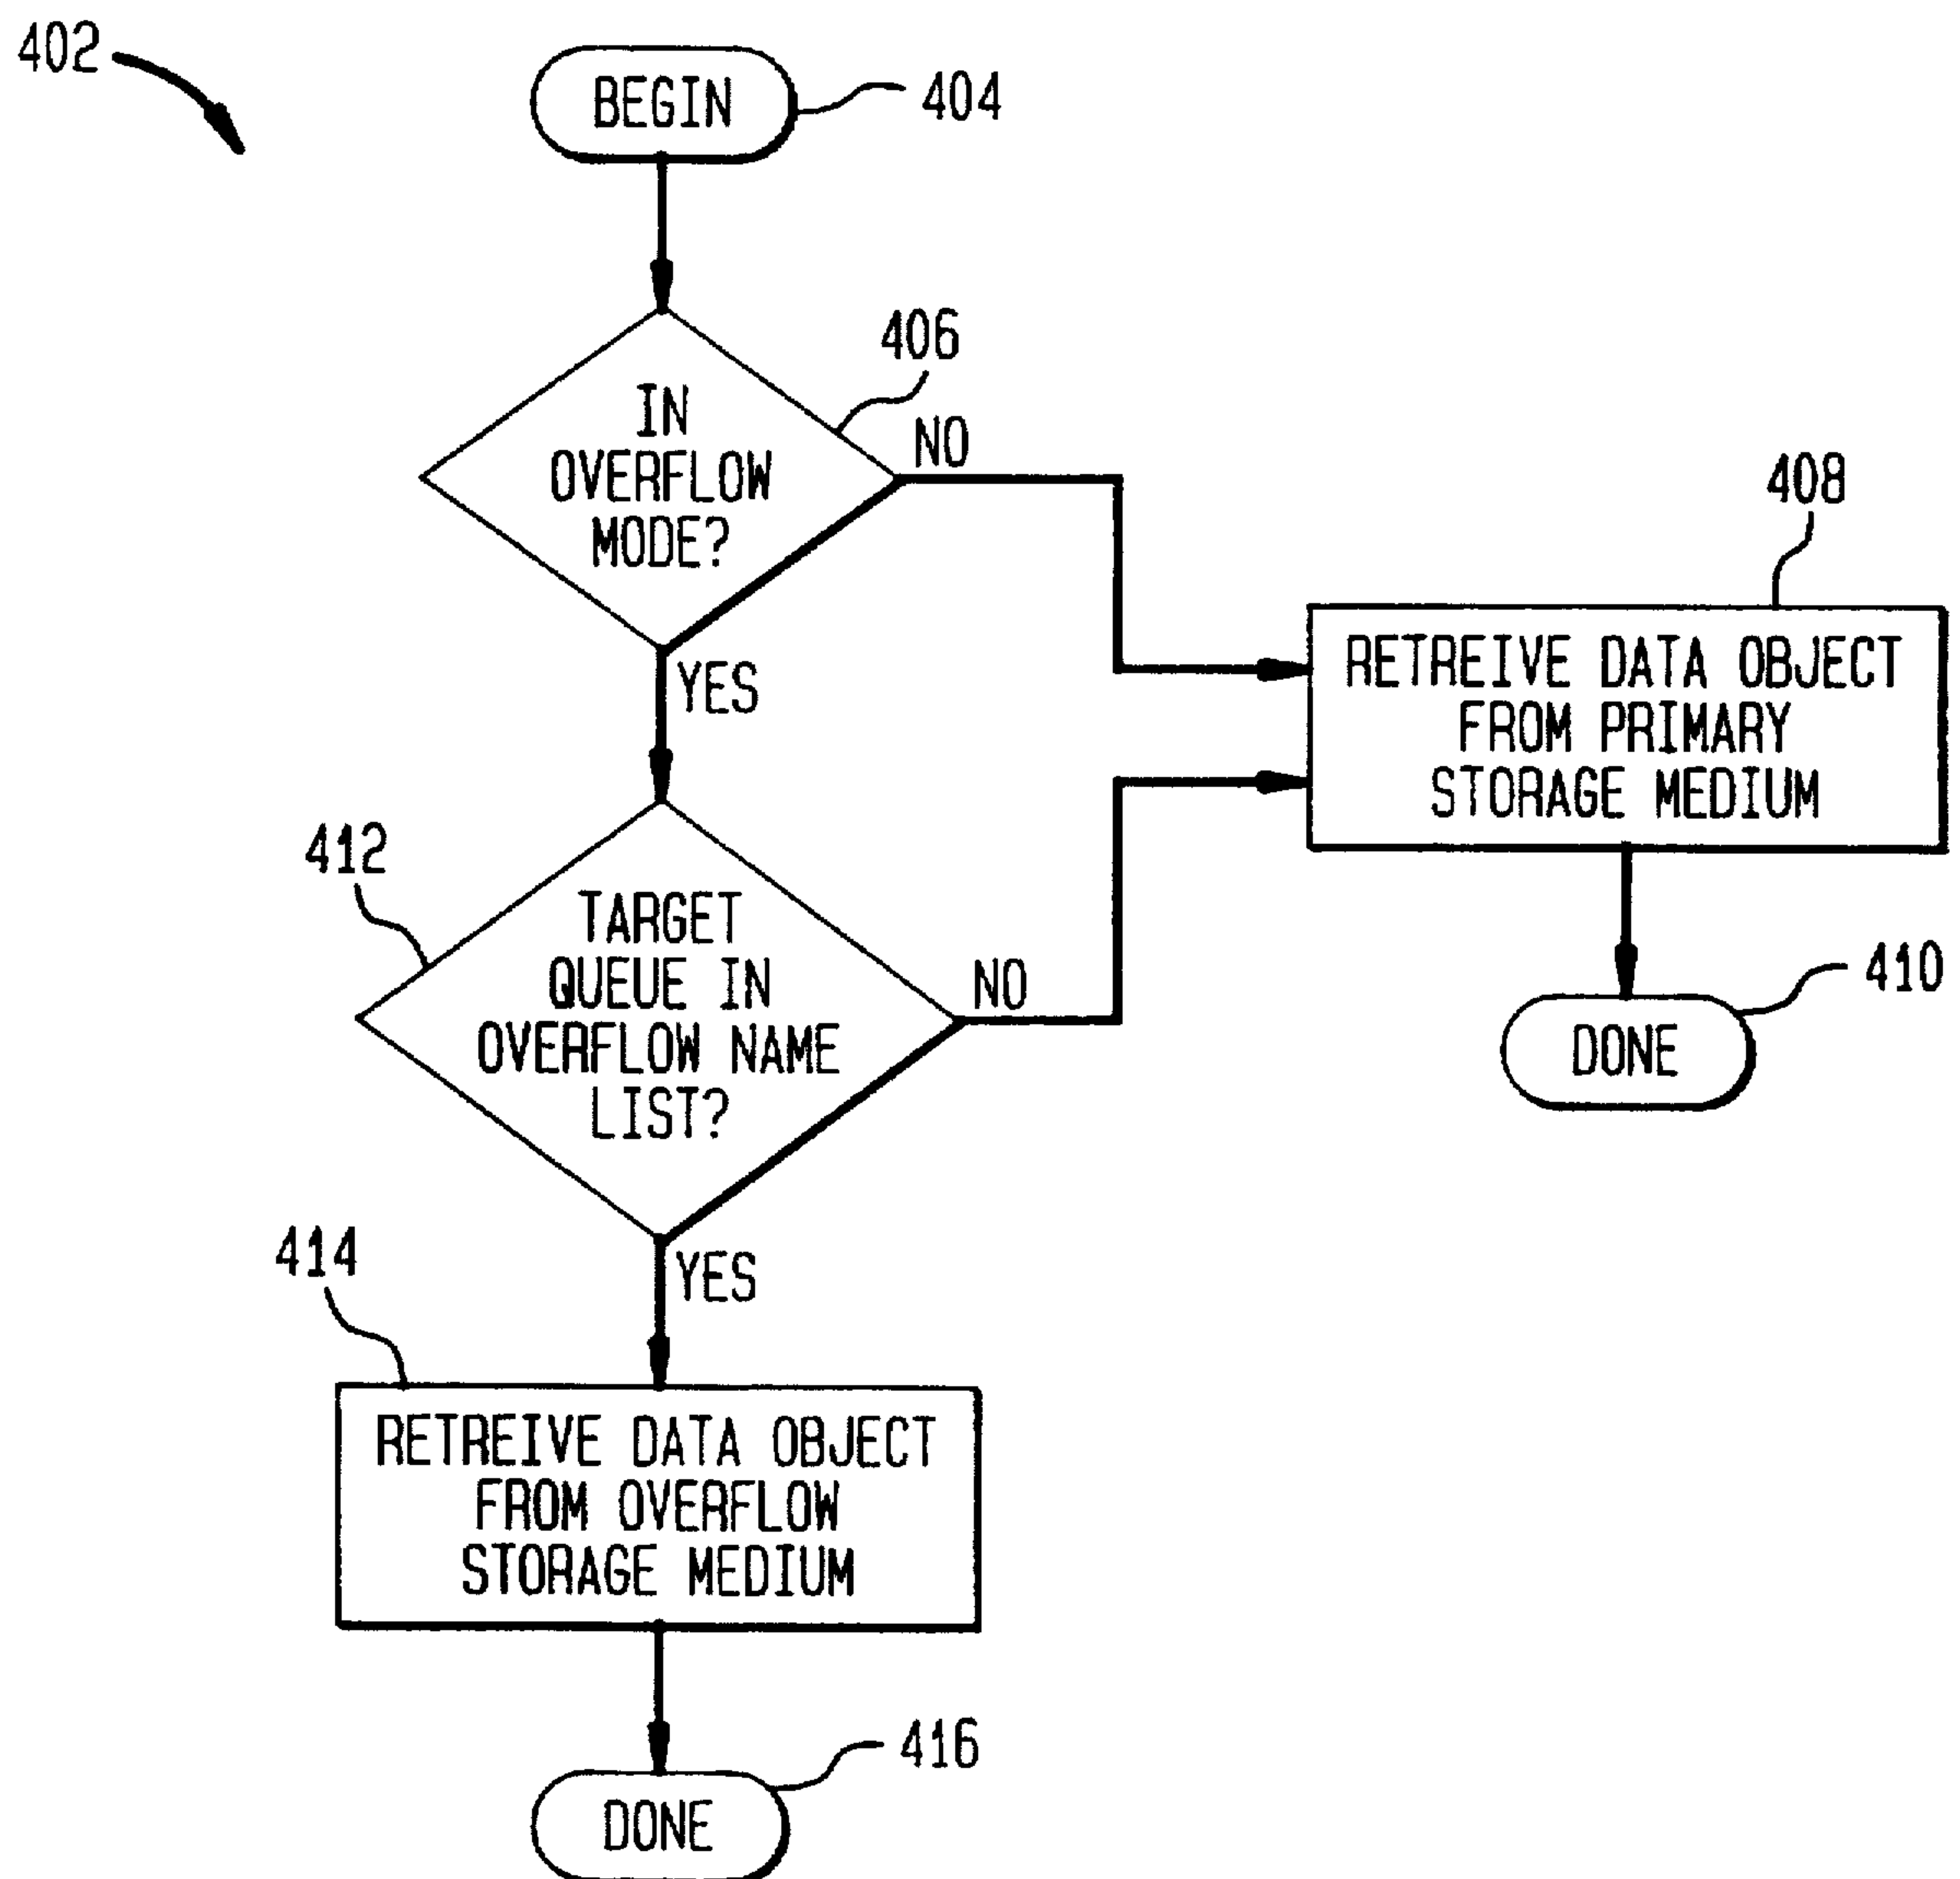 402
BEGIN
404
406
IN
OVERFLOW
MODE?
NO
YES
408
RETREIVE DATA OBJECT
FROM PRIMARY
STORAGE MEDIUM
410
DONE
412
TARGET
QUEUE IN
OVERFLOW NAME
LIST?
NO
YES
414
RETREIVE DATA OBJECT
FROM OVERFLOW
STORAGE MEDIUM
416
DONE